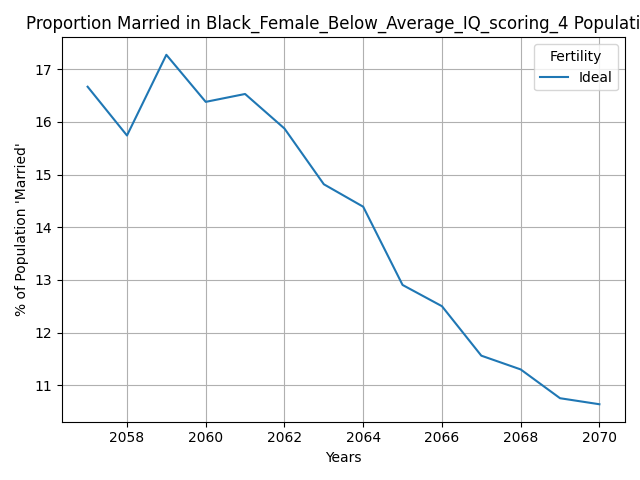 Proportion Married in Black_Female_Below_Average_IQ_scoring_4 Populati
Fertility
Ideal
% of Population 'Married'
17
16
15
14
13
12
11
2058 2060 2062 2064 2066 2068 2070
Years